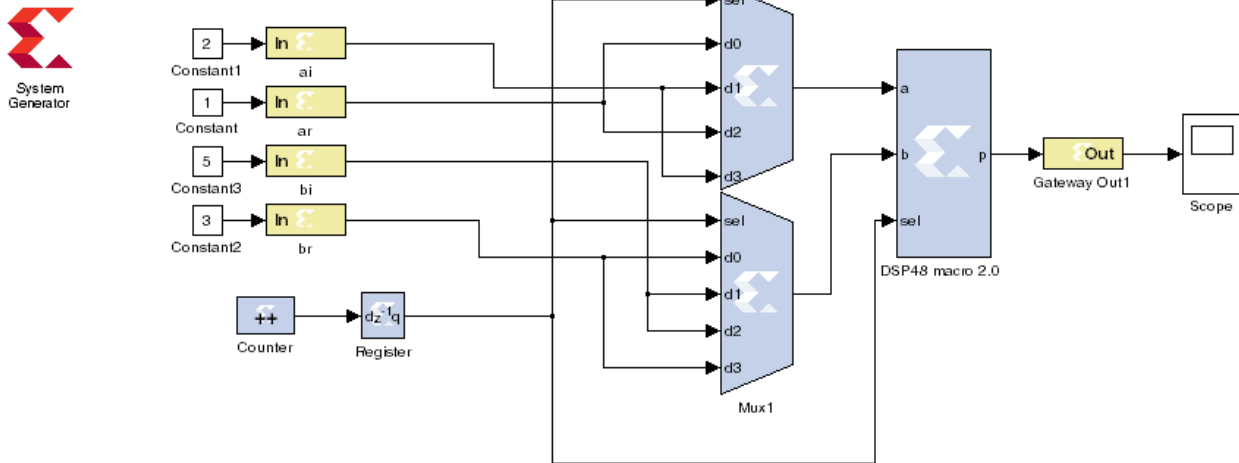 sel
2
In
Constant1
ai
d0
System
Generator
1
In
Constant
ar
d1
a
d2
5
In
Constant3
bi
d3
b
p
Out
Gateway Out1
Scope
3
In
Constant2
br
sel
sel
d0
DSP48 macro 2.0
d1
++
Counter
dz-1q
Register
d2
d3
Mux1